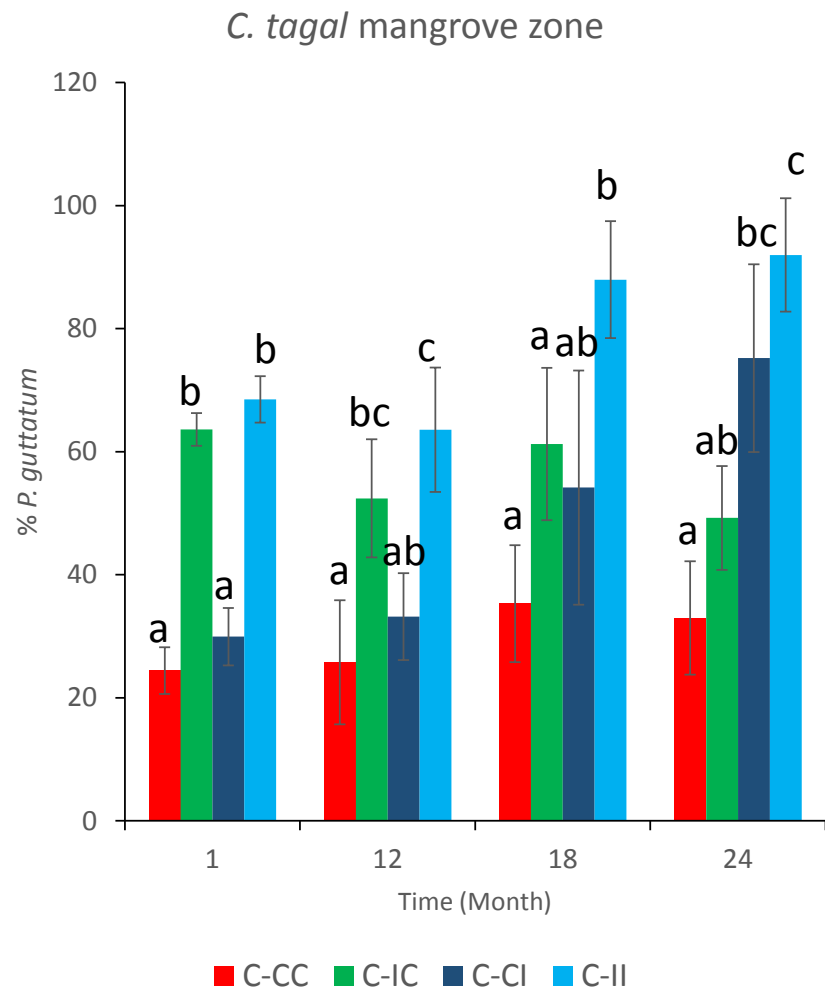 C. tagal mangrove zone
120
100
80
60
40
20
0
% P. guttatum
a b a b
a bc ab c
a a ab b
a ab bc c
1 12 18 24
Time (Month)
C-CC C-IC C-CI C-II